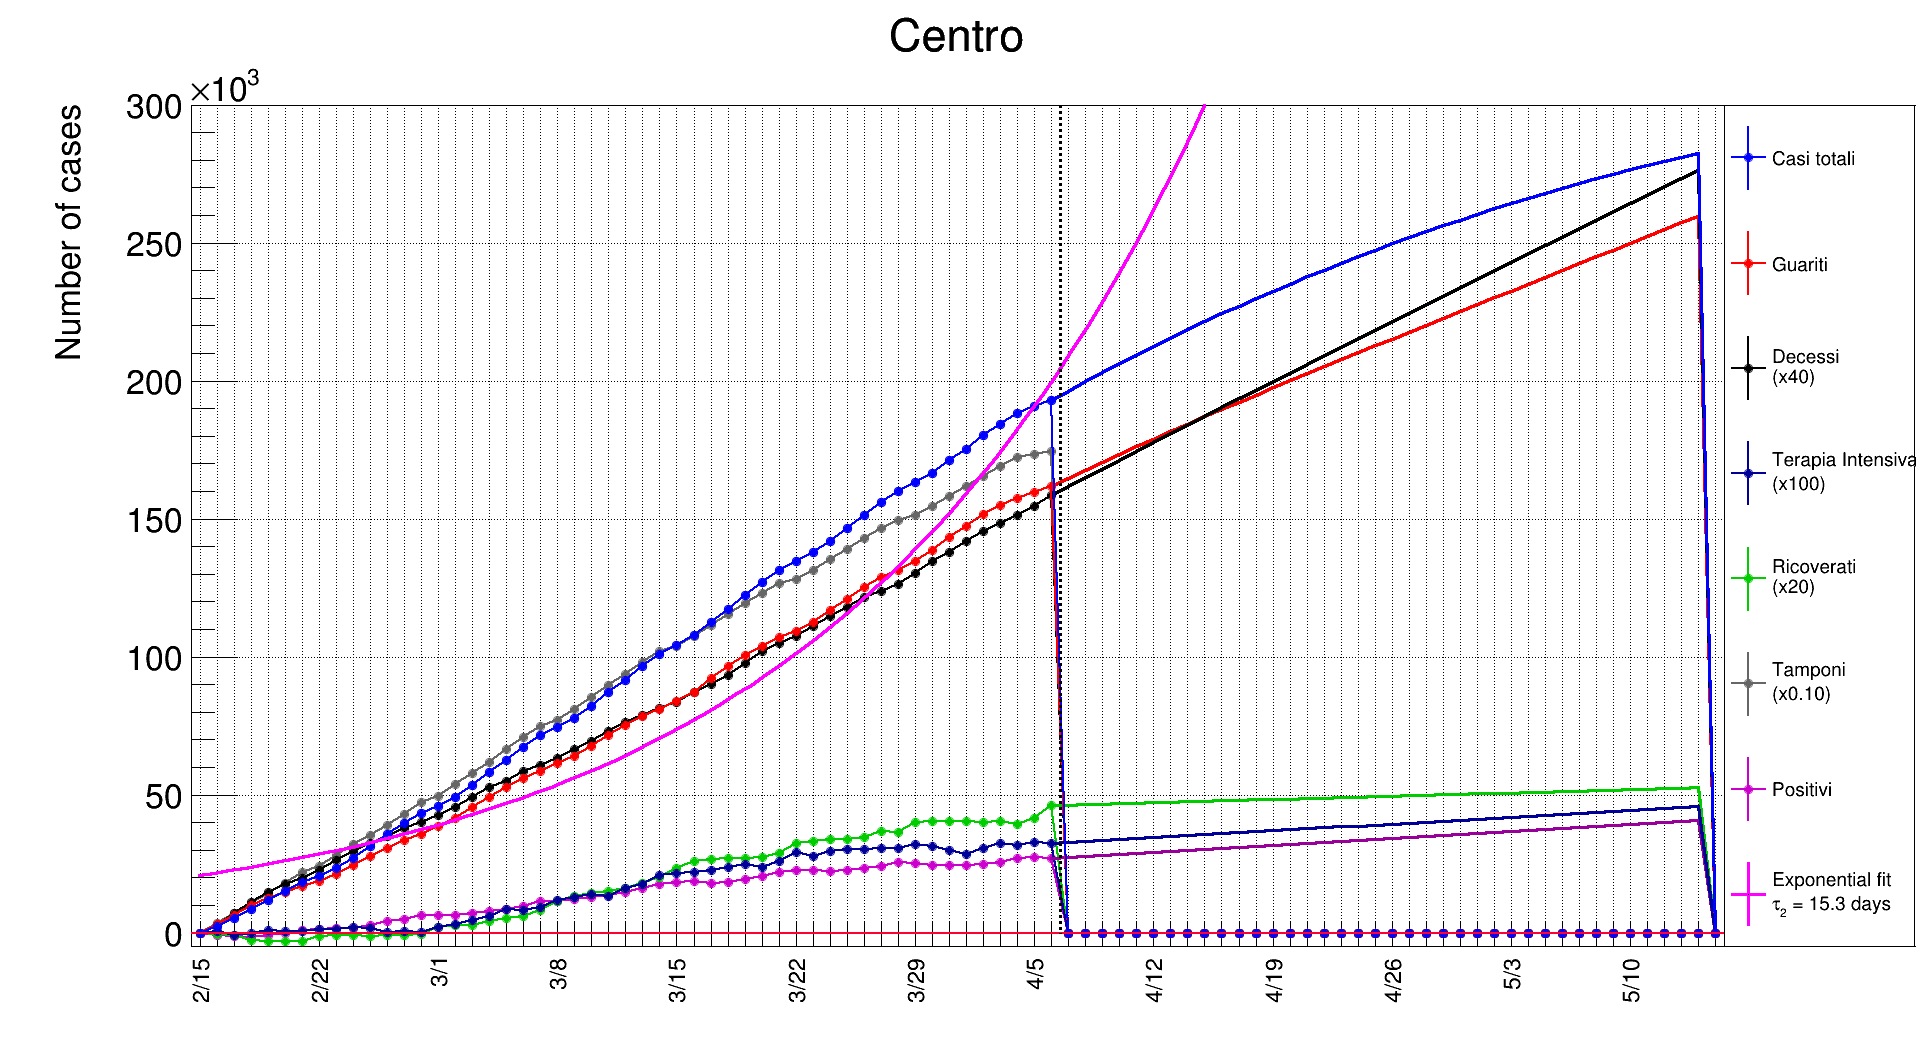 Centro
×10³
Number of cases
300
250
200
150
100
50
0
2/15
2/22
3/1
3/8
3/15
3/22
3/29
4/5
4/12
4/19
4/26
5/3
5/10
Casi totali
Guariti
Decessi
(x40)
Terapia Intensiva
(x100)
Ricoverati
(x20)
Tamponi
(x0.10)
Positivi
Exponential fit
τ₂ = 15.3 days